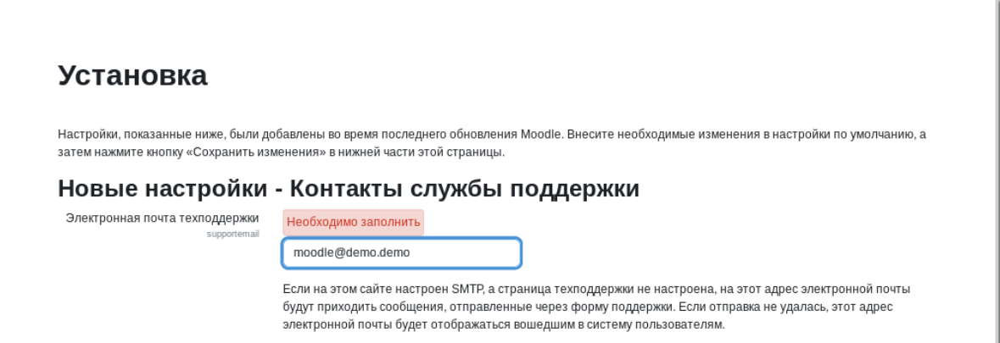 Установка
Настройки, показанные ниже, были добавлены во время последнего обновления Moodle. Внесите необходимые изменения в настройки по умолчанию, а
затем нажмите кнопку «Сохранить изменения» в нижней части этой страницы.
Новые настройки - Контакты службы поддержки
Электронная почта техподдержки
supportemail
Необходимо заполнить
moodle@demo.demo
Если на этом сайте настроен SMTP, а страница техподдержки не настроена, на этот адрес электронной почты
будут приходить сообщения, отправленные через форму поддержки. Если отправка не удалась, этот адрес
электронной почты будет отображаться вошедшим в систему пользователям.